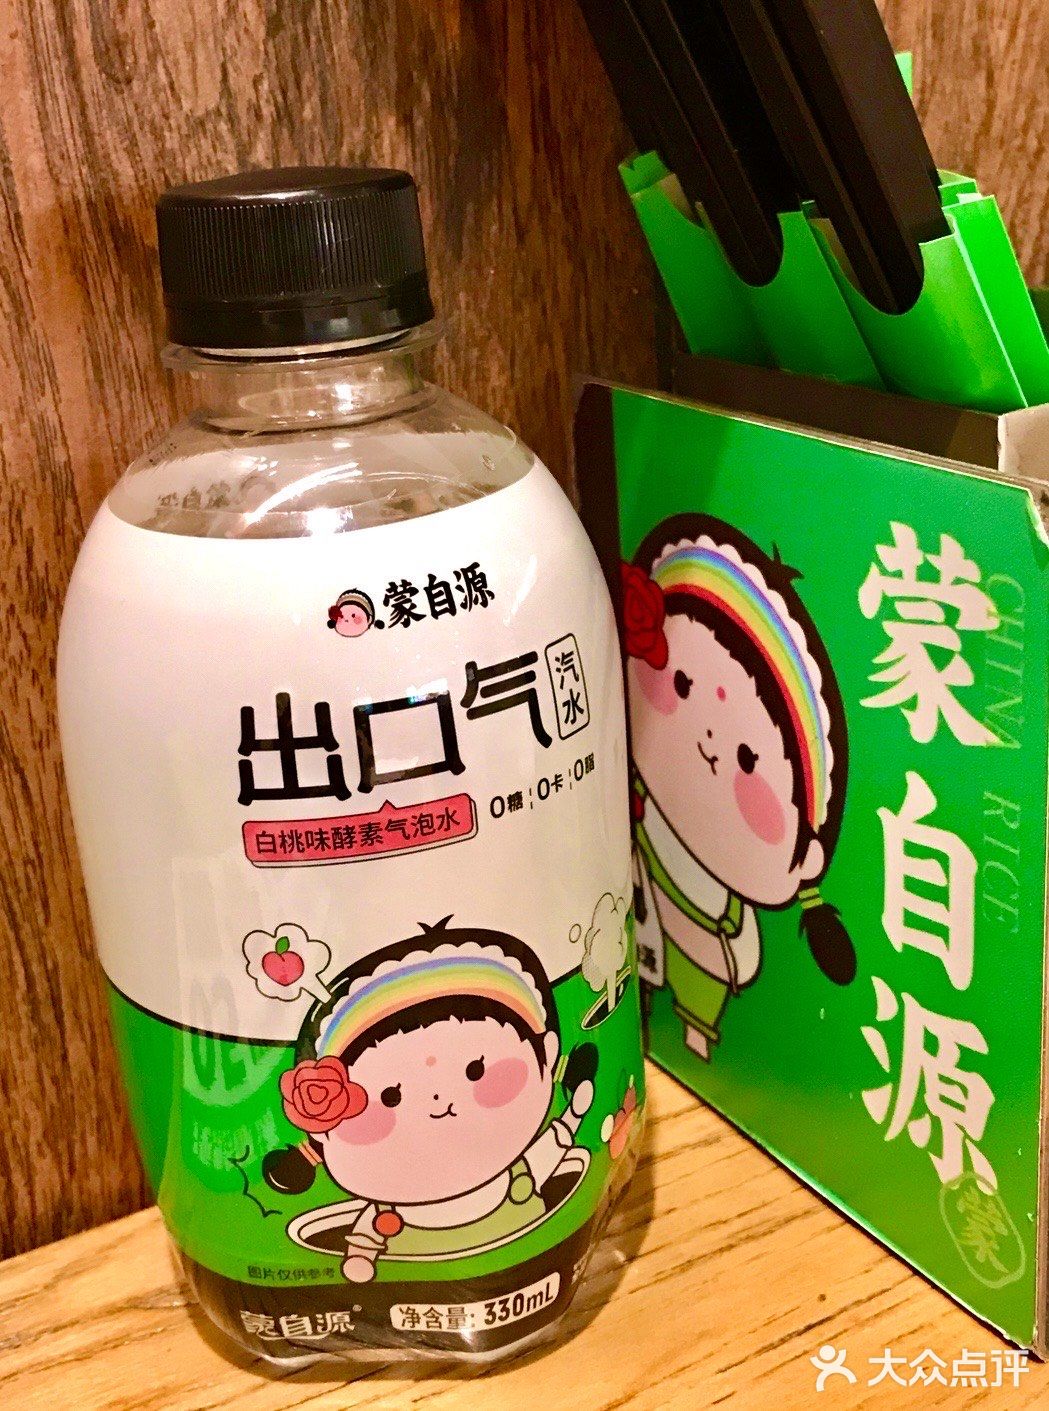 蒙自源
出口气
汽水
0糖 0卡 0脂
白桃味酵素气泡水
图片仅供参考
蒙自源
净含量: 330mL
蒙自源
CHINA RICE
大众点评